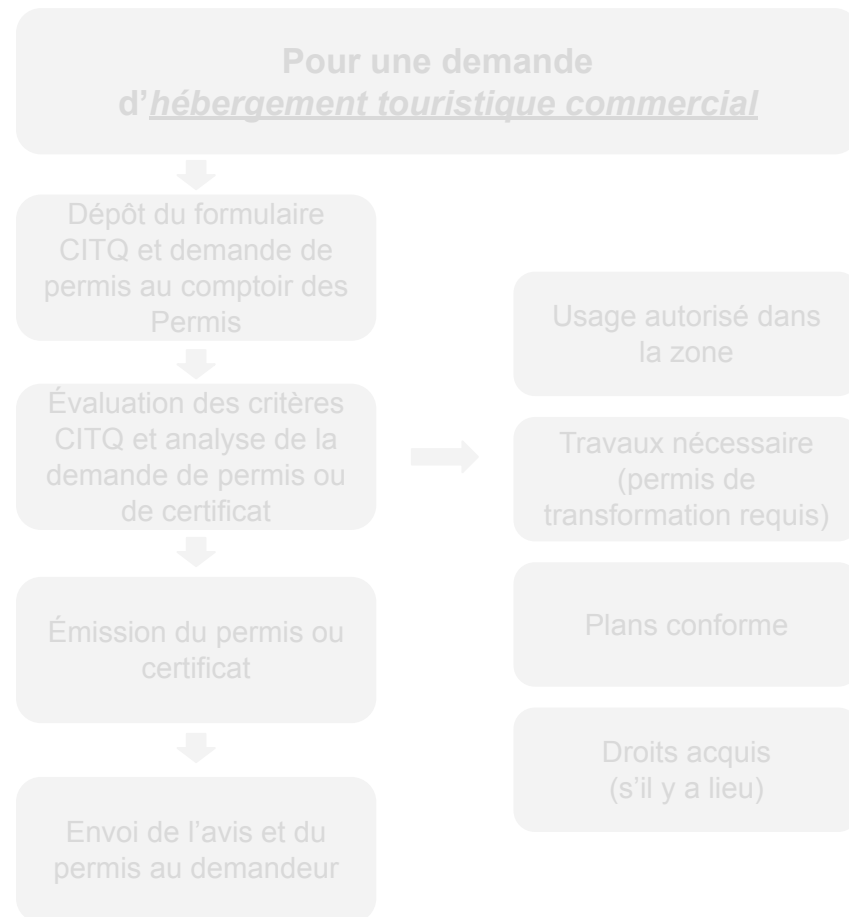 Pour une demande
d'hébergement touristique commercial
Dépôt du formulaire
CITQ et demande de
permis au comptoir des
Permis
Évaluation des critères
CITQ et analyse de la
demande de permis ou
de certificat
Émission du permis ou
certificat
Envoi de l'avis et du
permis au demandeur
Usage autorisé dans
la zone
Travaux nécessaire
(permis de
transformation requis)
Plans conforme
Droits acquis
(s'il y a lieu)